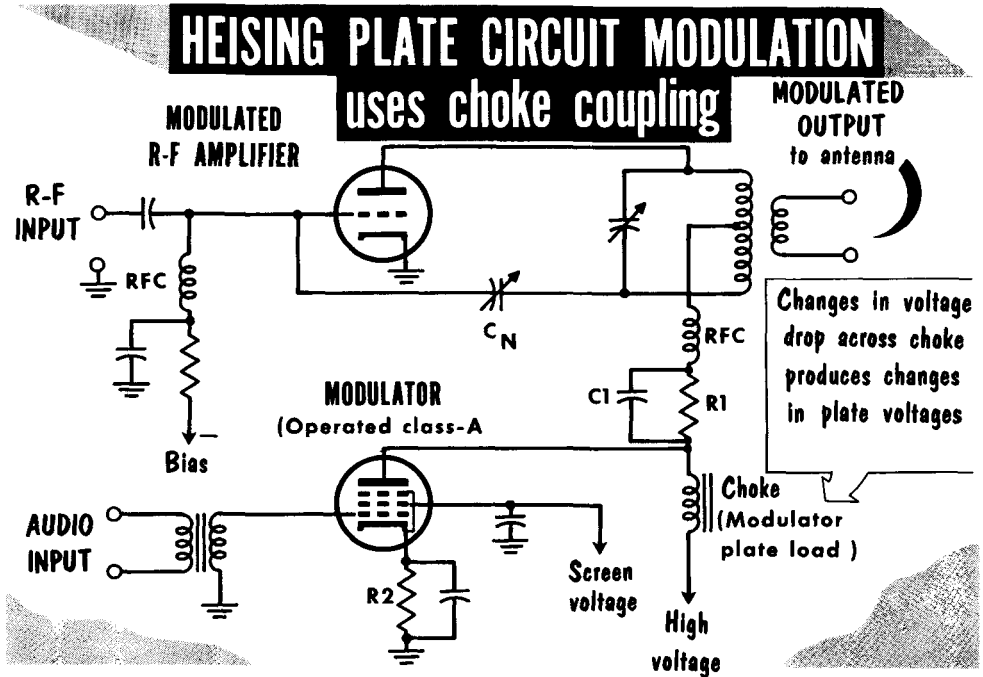 HEISING PLATE CIRCUIT MODULATION
uses choke coupling
MODULATED
R-F AMPLIFIER
MODULATED
OUTPUT
to antenna
R-F
INPUT
RFC
C N
RFC
Changes in voltage
drop across choke
produces changes
in plate voltages
C1
R1
MODULATOR
(Operated class-A
Bias
AUDIO
INPUT
Choke
(Modulator
plate load )
R2
Screen
voltage
High
voltage